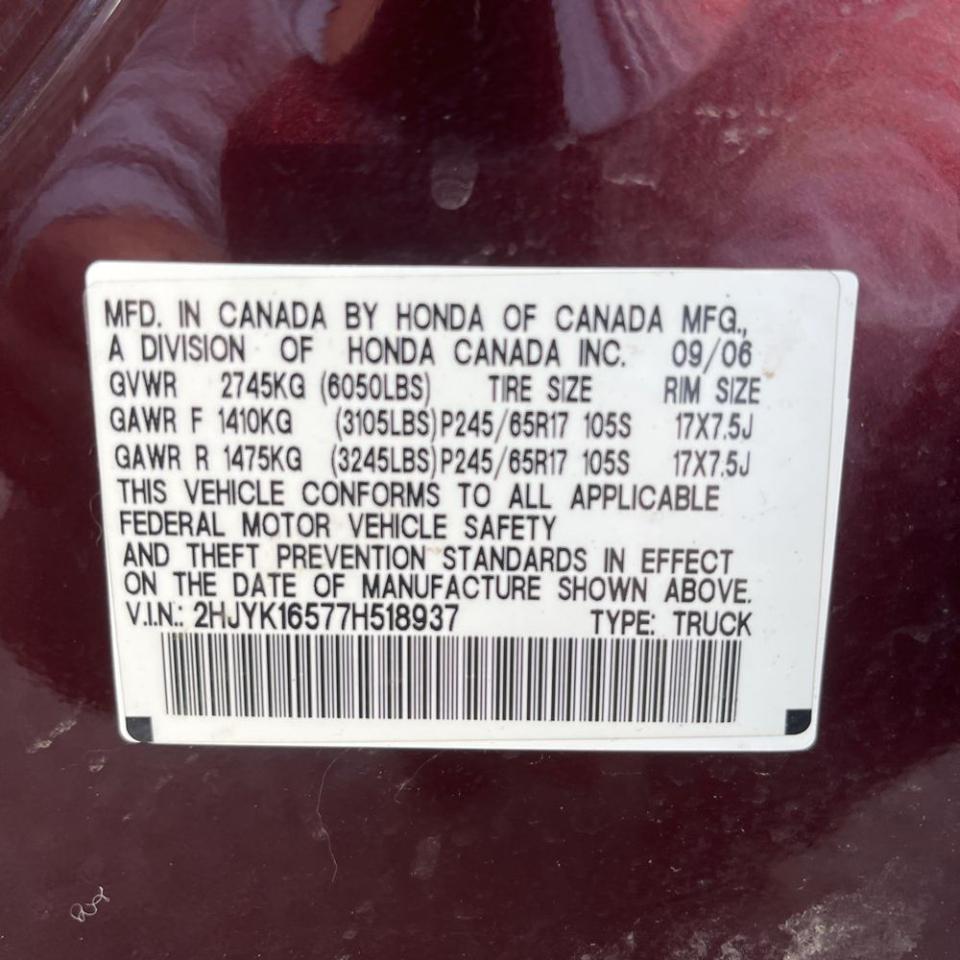 MFD. IN CANADA BY HONDA OF CANADA MFG.,
A DIVISION OF HONDA CANADA INC. 09/06
GVWR 2745KG (6050LBS) TIRE SIZE RIM SIZE
GAWR F 1410KG (3105LBS) P245/65R17 105S 17X7.5J
GAWR R 1475KG (3245LBS) P245/65R17 105S 17X7.5J
THIS VEHICLE CONFORMS TO ALL APPLICABLE
FEDERAL MOTOR VEHICLE SAFETY
AND THEFT PREVENTION STANDARDS IN EFFECT
ON THE DATE OF MANUFACTURE SHOWN ABOVE.
V.I.N.: 2HJYK16577H518937 TYPE: TRUCK